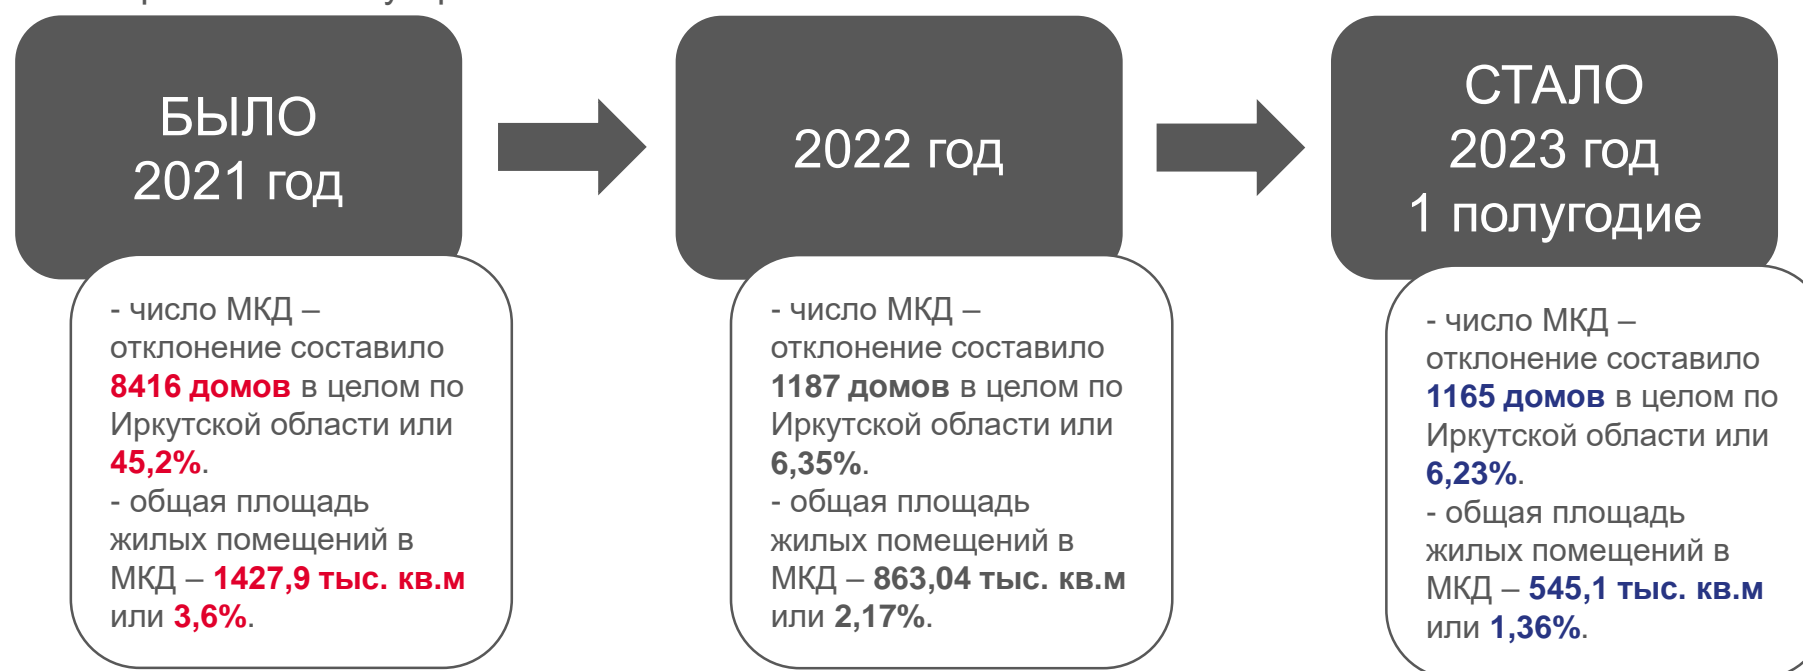 БЫЛО
2021 год
- число МКД –
отклонение составило
8416 домов в целом по
Иркутской области или
45,2%.
- общая площадь
жилых помещений в
МКД – 1427,9 тыс. кв.м
или 3,6%.
2022 год
- число МКД –
отклонение составило
1187 домов в целом по
Иркутской области или
6,35%.
- общая площадь
жилых помещений в
МКД – 863,04 тыс. кв.м
или 2,17%.
СТАЛО
2023 год
1 полугодие
- число МКД –
отклонение составило
1165 домов в целом по
Иркутской области или
6,23%.
- общая площадь
жилых помещений в
МКД – 545,1 тыс. кв.м
или 1,36%.